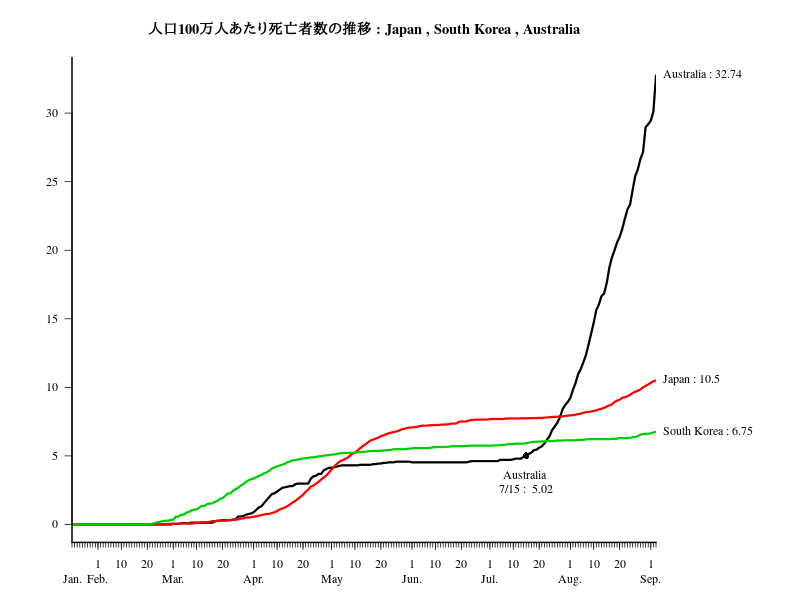 人口100万人あたり死亡者数の推移 : Japan , South Korea , Australia
Australia : 32.74
30
25
20
15
10
Japan : 10.5
South Korea : 6.75
5
Australia
7/15 : 5.02
0
1 10 20 1 10 20 1 10 20 1 10 20 1 10 20 1 10 20 1 10 20 1
Jan. Feb. Mar. Apr. May Jun. Jul. Aug. Sep.